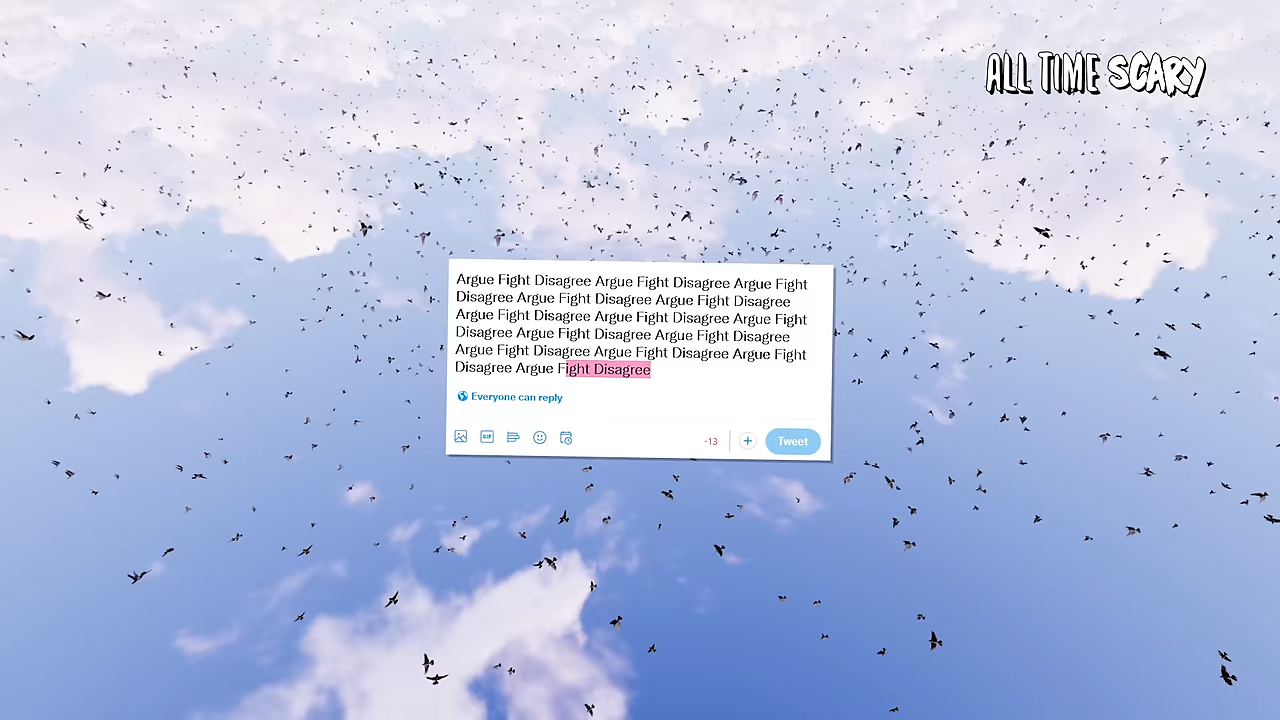 ALL TIME SCARY
Argue Fight Disagree Argue Fight Disagree Argue Fight
Disagree Argue Fight Disagree Argue Fight Disagree
Argue Fight Disagree Argue Fight Disagree Argue Fight
Disagree Argue Fight Disagree Argue Fight Disagree
Argue Fight Disagree Argue Fight Disagree Argue Fight
Disagree Argue Fight Disagree
Everyone can reply
GIF
-13
Tweet